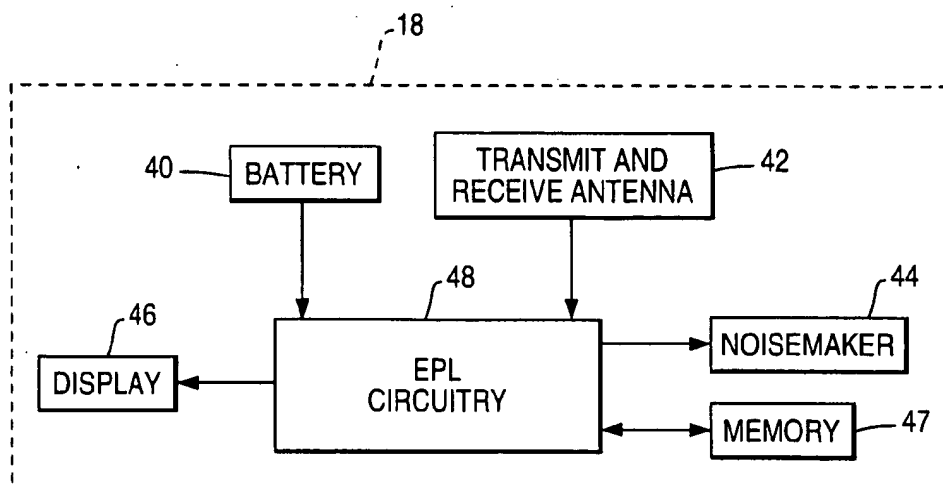 18
40
BATTERY
TRANSMIT AND
RECEIVE ANTENNA
42
46
DISPLAY
48
EPL
CIRCUITRY
44
NOISEMAKER
MEMORY
47